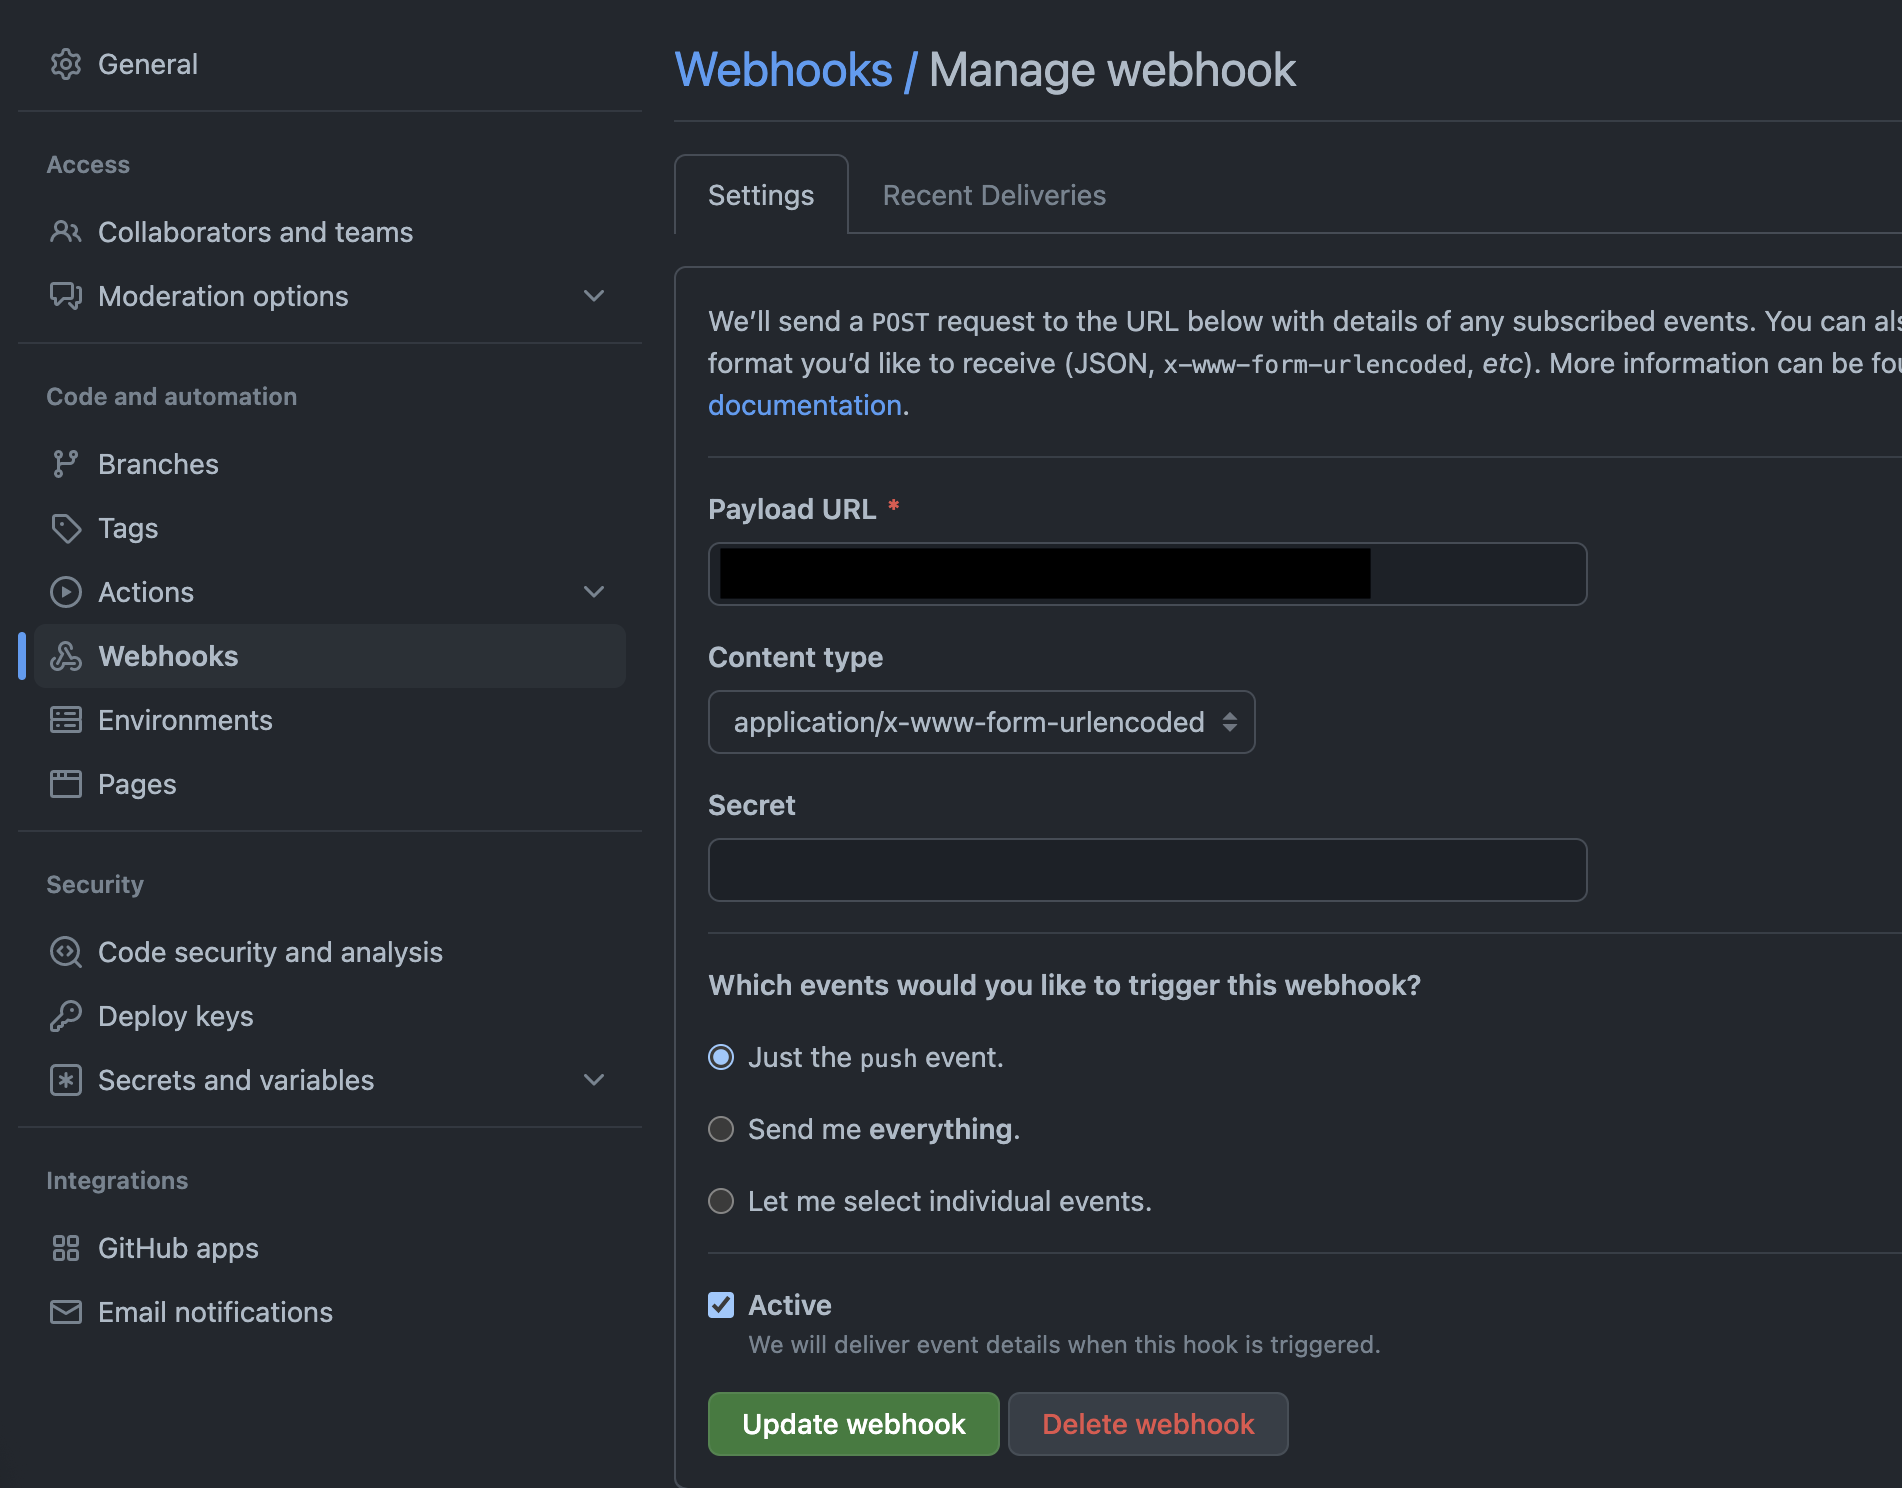 General
Access
Collaborators and teams
Moderation options
Code and automation
Branches
Tags
Actions
Webhooks
Environments
Pages
Security
Code security and analysis
Deploy keys
Secrets and variables
Integrations
GitHub apps
Email notifications
Webhooks / Manage webhook
Settings
Recent Deliveries
We’ll send a POST request to the URL below with details of any subscribed events. You can
format you’d like to receive (JSON, x-www-form-urlencoded, etc). More information can be
documentation.
Payload URL *
Content type
application/x-www-form-urlencoded
Secret
Which events would you like to trigger this webhook?
Just the push event.
Send me everything.
Let me select individual events.
Active
We will deliver event details when this hook is triggered.
Update webhook
Delete webhook